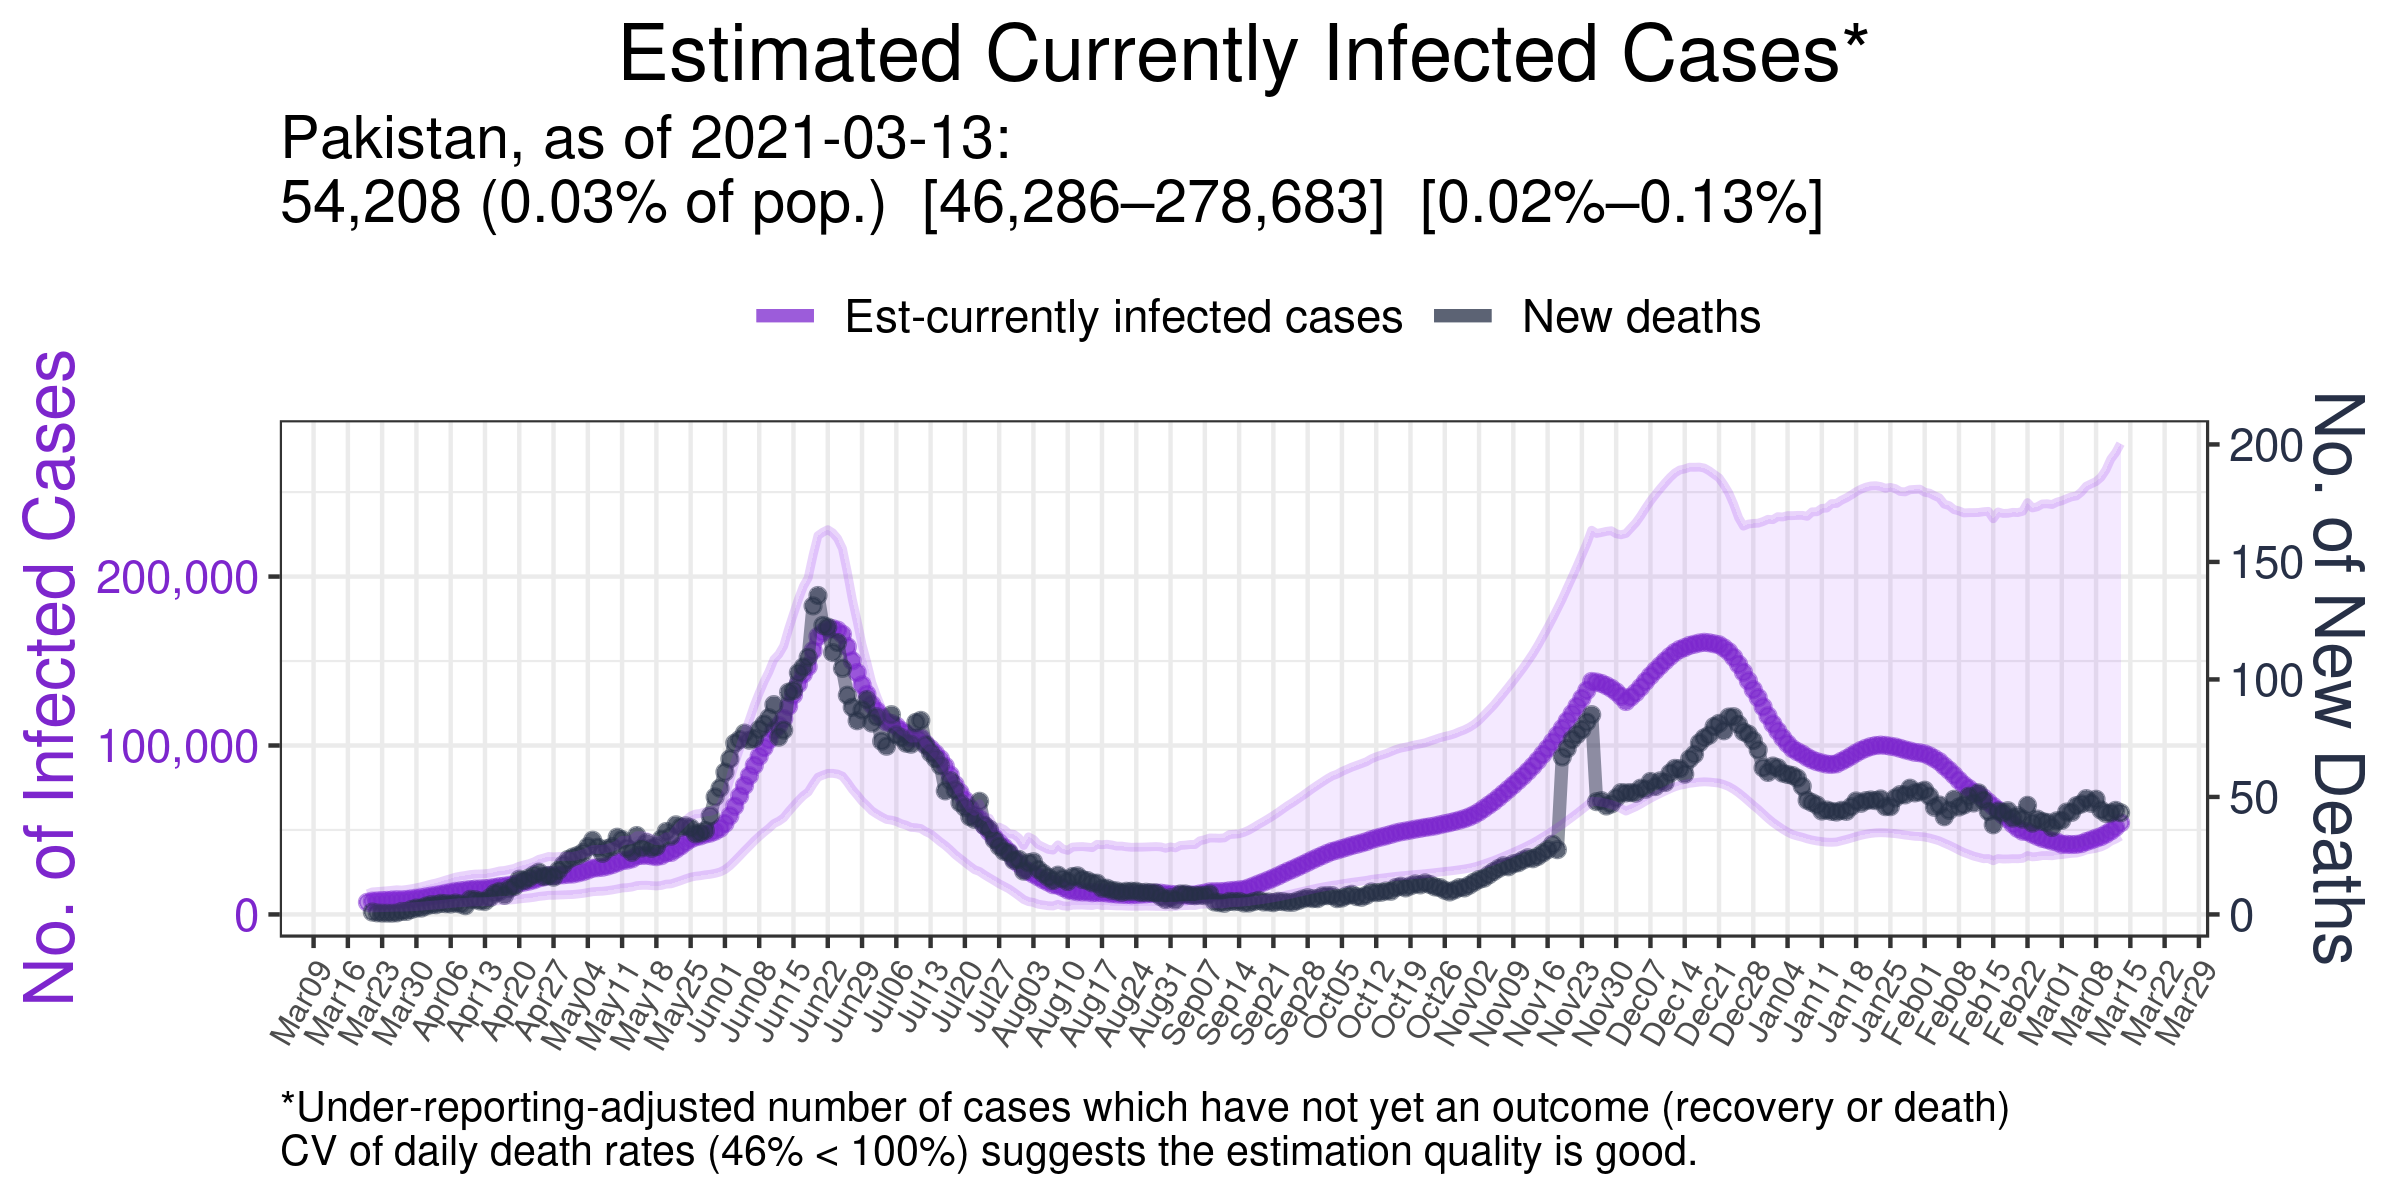 Estimated Currently Infected Cases*
Pakistan, as of 2021-03-13:
54,208 (0.03% of pop.) [46,286–278,683] [0.02%–0.13%]
Est-currently infected cases New deaths
No. of Infected Cases
200,000
100,000
0
200
150
100
50
0
No. of New Deaths
Mar09 Mar16 Mar23 Mar30 Apr06 Apr13 Apr20 Apr27 May04 May11 May18 May25 Jun01 Jun08 Jun15 Jun22 Jun29 Jul06 Jul13 Jul20 Jul27 Aug03 Aug10 Aug17 Aug24 Aug31 Sep07 Sep14 Sep21 Sep28 Oct05 Oct12 Oct19 Oct26 Nov02 Nov09 Nov16 Nov23 Nov30 Dec07 Dec14 Dec21 Dec28 Jan04 Jan11 Jan18 Jan25 Feb01 Feb08 Feb15 Feb22 Mar01 Mar08 Mar15 Mar22 Mar29
*Under-reporting-adjusted number of cases which have not yet an outcome (recovery or death)
CV of daily death rates (46% < 100%) suggests the estimation quality is good.